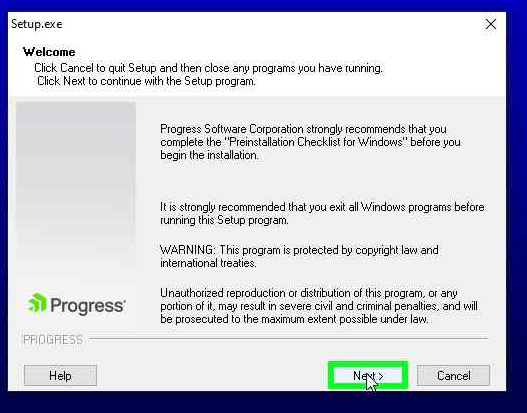 Setup.exe
Welcome
Click Cancel to quit Setup and then close any programs you have running.
Click Next to continue with the Setup program.
Progress Software Corporation strongly recommends that you
complete the "Preinstallation Checklist for Windows" before you
begin the installation.
It is strongly recommended that you exit all Windows programs before
running this Setup program.
WARNING: This program is protected by copyright law and
international treaties.
Unauthorized reproduction or distribution of this program, or any
portion of it, may result in severe civil and criminal penalties, and will
be prosecuted to the maximum extent possible under law.
Progress
PROGRESS
Help
Next >
Cancel